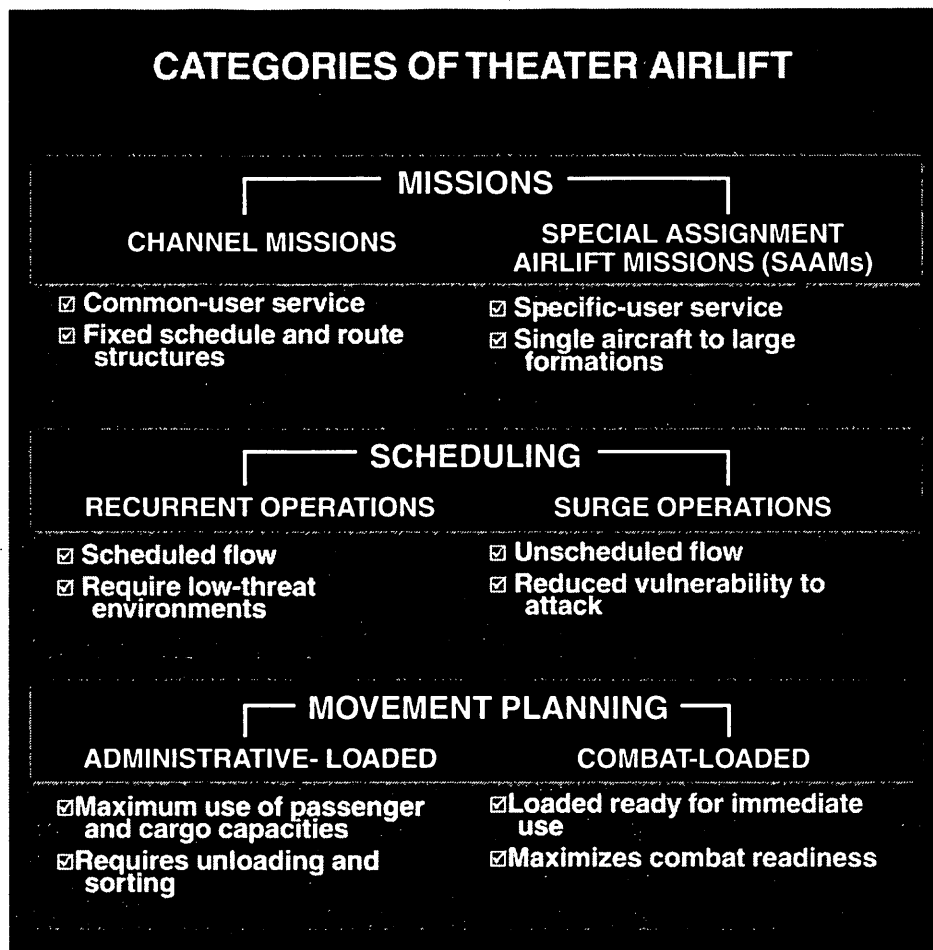 CATEGORIES OF THEATER AIRLIFT
MISSIONS
CHANNEL MISSIONS
☑ Common-user service
☑ Fixed schedule and route
structures
SPECIAL ASSIGNMENT
AIRLIFT MISSIONS (SAAMs)
☑ Specific-user service
☑ Single aircraft to large
formations
SCHEDULING
RECURRENT OPERATIONS
☑ Scheduled flow
☑ Require low-threat
environments
SURGE OPERATIONS
☑ Unscheduled flow
☑ Reduced vulnerability to
attack
MOVEMENT PLANNING
ADMINISTRATIVE- LOADED
☑Maximum use of passenger
and cargo capacities
☑Requires unloading and
sorting
COMBAT-LOADED
☑Loaded ready for immediate
use
☑Maximizes combat readiness